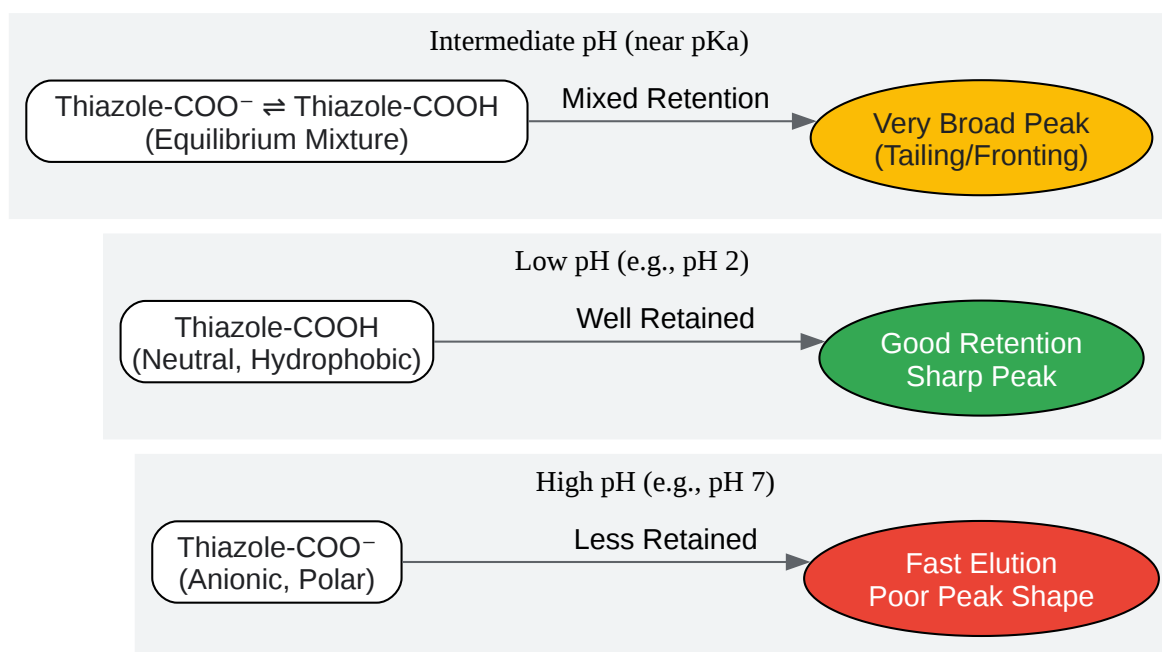 Intermediate pH (near pKa)
Thiazole-COO⁻ ⇌ Thiazole-COOH
(Equilibrium Mixture)
Mixed Retention
Very Broad Peak
(Tailing/Fronting)
Low pH (e.g., pH 2)
Thiazole-COOH
(Neutral, Hydrophobic)
Well Retained
Good Retention
Sharp Peak
High pH (e.g., pH 7)
Thiazole-COO⁻
(Anionic, Polar)
Less Retained
Fast Elution
Poor Peak Shape